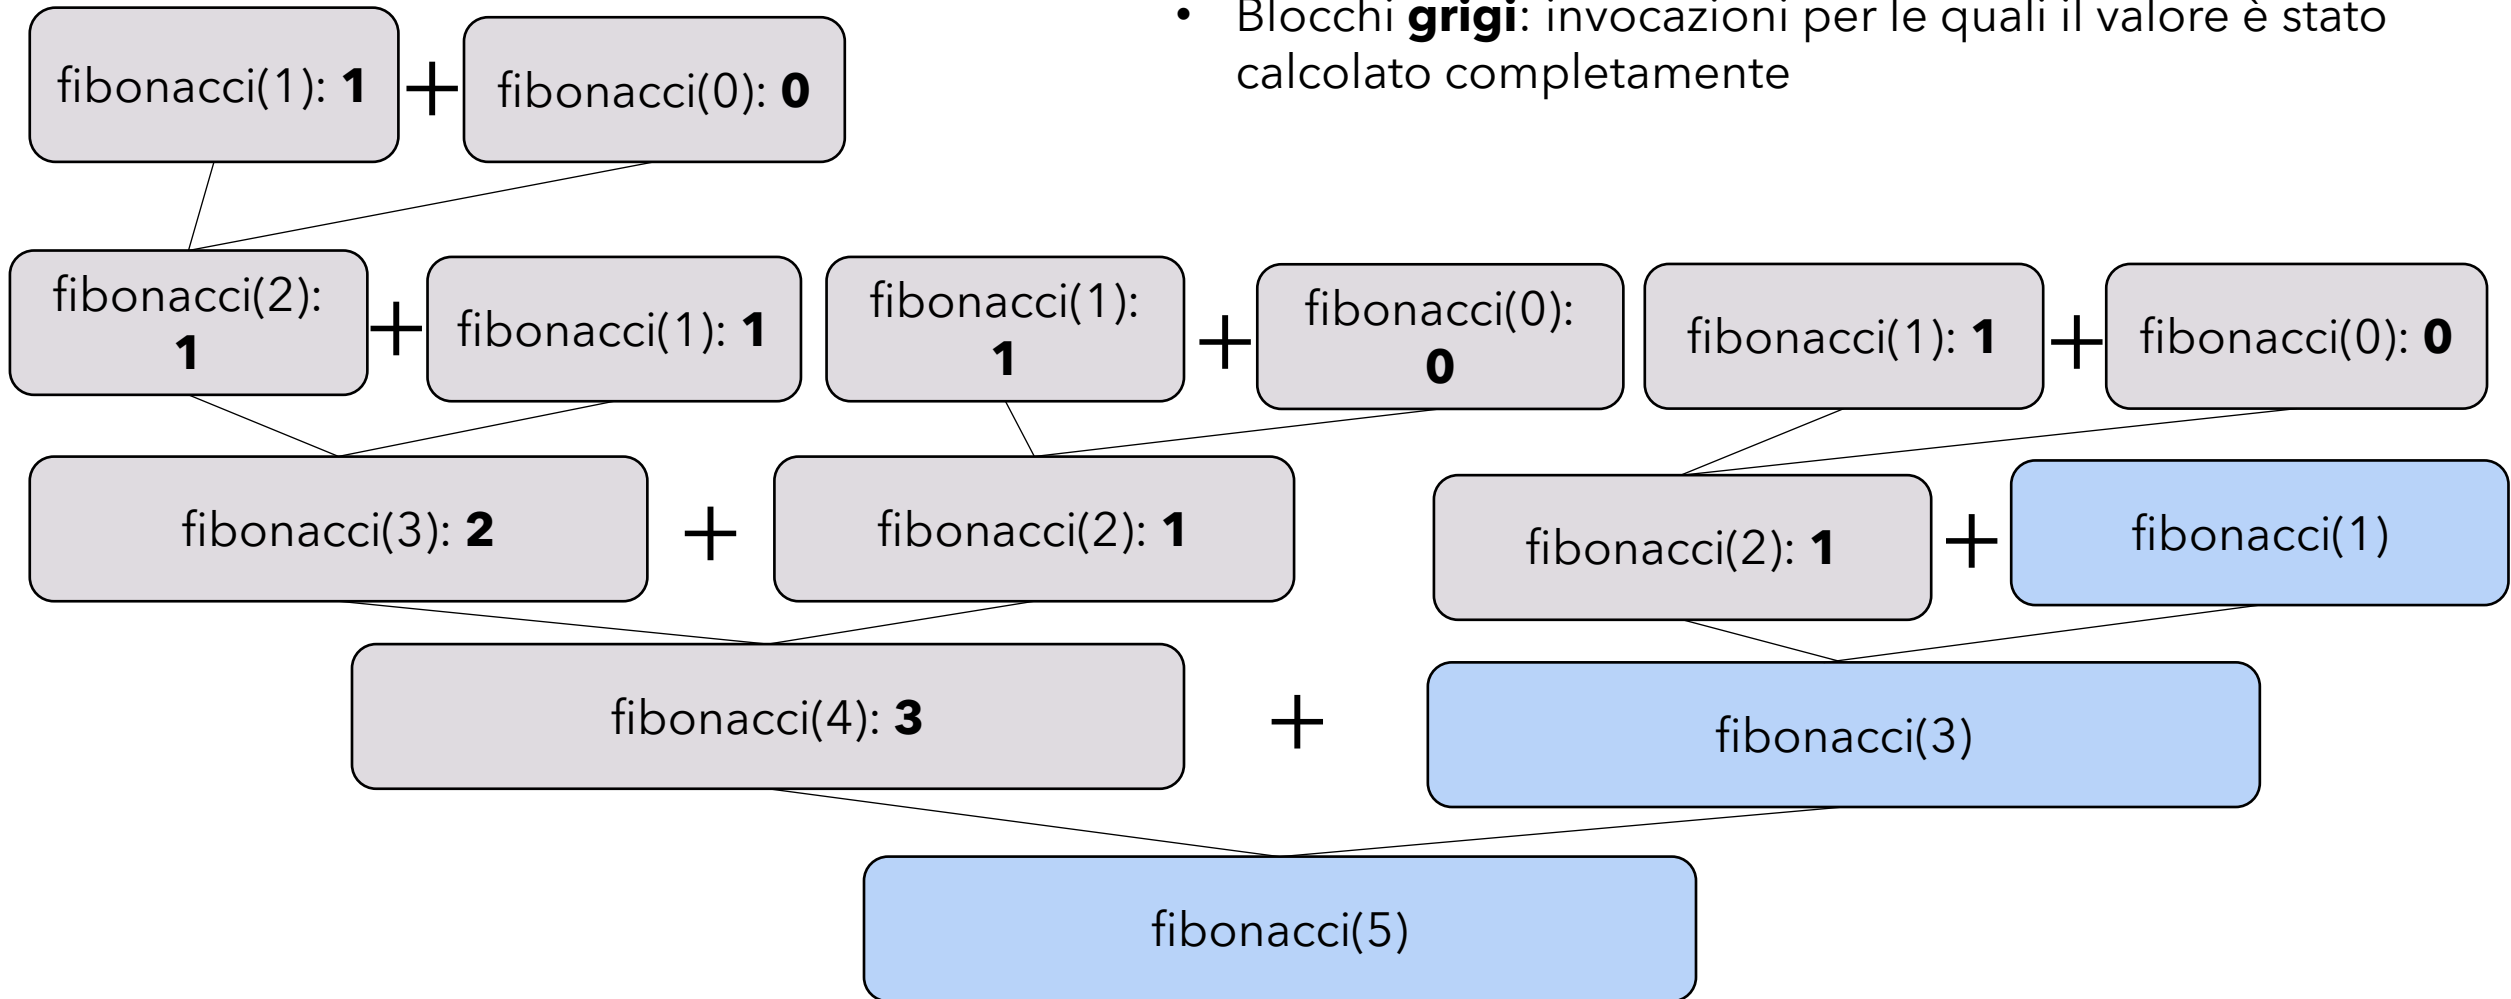 • Blocchi grigi: invocazioni per le quali il valore è stato
calcolato completamente
fibonacci(1): 1 + fibonacci(0): 0
fibonacci(2):
1
+
fibonacci(1): 1
fibonacci(1):
1
+
fibonacci(0):
0
fibonacci(1): 1 + fibonacci(0): 0
fibonacci(3): 2 + fibonacci(2): 1
fibonacci(2): 1 + fibonacci(1)
fibonacci(4): 3 + fibonacci(3)
fibonacci(5)